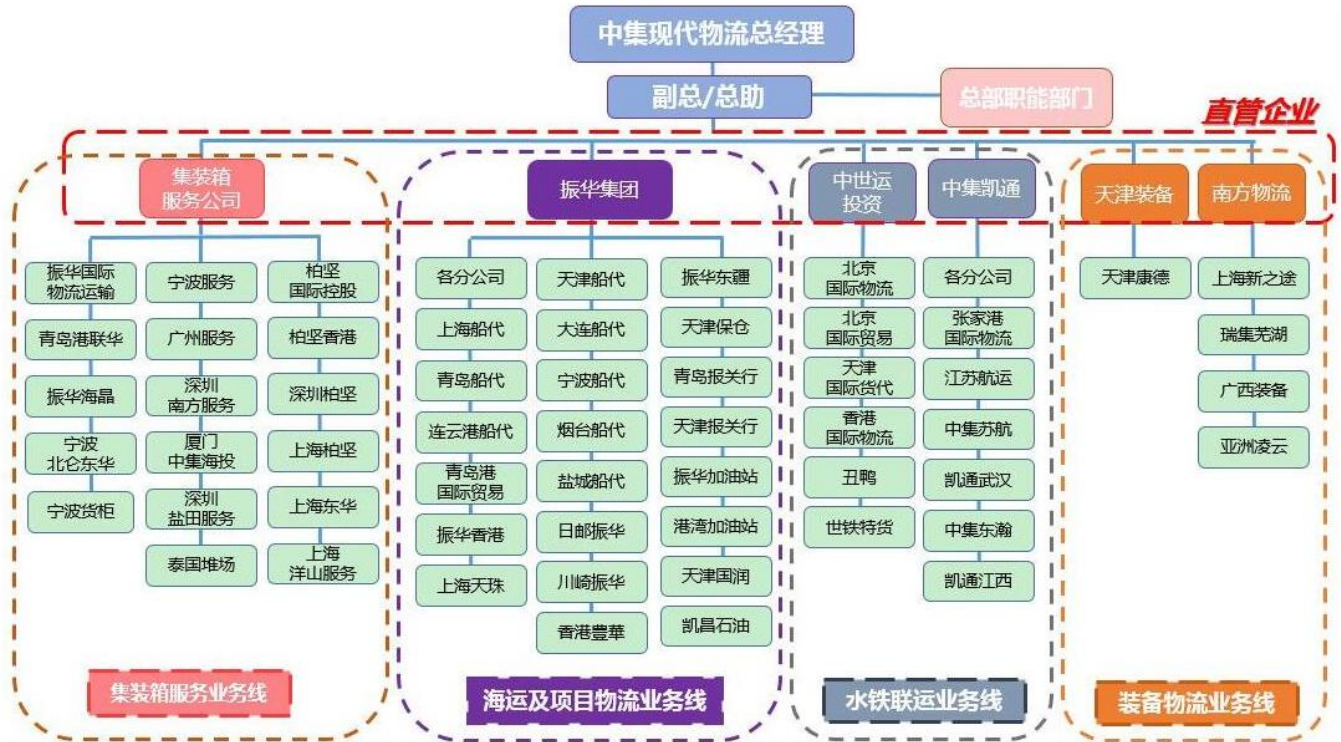 中集现代物流总经理
副总/总助
总部职能部门
直管企业
集装箱
服务公司
振华集团
中世运
投资
中集凯通
天津装备
南方物流
振华国际
物流运输
青岛港联华
振华海晶
宁波
北仑东华
宁波货柜
宁波服务
广州服务
深圳
南方服务
厦门
中集海投
深圳
盐田服务
泰国堆场
柏坚
国际控股
柏坚香港
深圳柏坚
上海柏坚
上海东华
上海
洋山服务
各分公司
上海船代
青岛船代
连云港船代
青岛港
国际贸易
振华香港
上海天珠
天津船代
大连船代
宁波船代
烟台船代
盐城船代
日邮振华
川崎振华
香港豊華
振华东疆
天津保仓
青岛报关行
天津报关行
振华加油站
港湾加油站
天津国润
凯昌石油
北京
国际物流
北京
国际贸易
天津
国际货代
香港
国际物流
丑鸭
世铁特货
各分公司
张家港
国际物流
江苏航运
中集苏航
凯通武汉
中集东瀚
凯通江西
天津康德
上海新之途
瑞集芜湖
广西装备
亚洲凌云
集装箱服务业务线
海运及项目物流业务线
水铁联运业务线
装备物流业务线